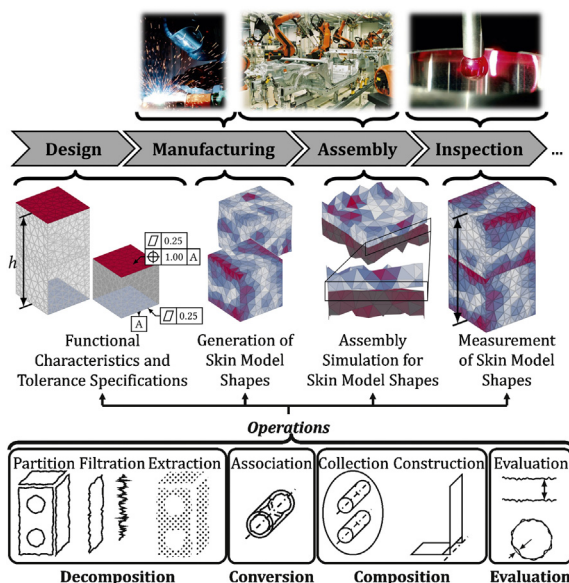 Design Manufacturing Assembly Inspection ...
h
▱ 0.25
⌖ 1.00 A
A
▱ 0.25
Functional
Characteristics and
Tolerance Specifications
Generation of
Skin Model
Shapes
Assembly
Simulation for
Skin Model Shapes
Measurement
of Skin Model
Shapes
Operations
Partition Filtration Extraction Association Collection Construction Evaluation
Decomposition Conversion Composition Evaluation